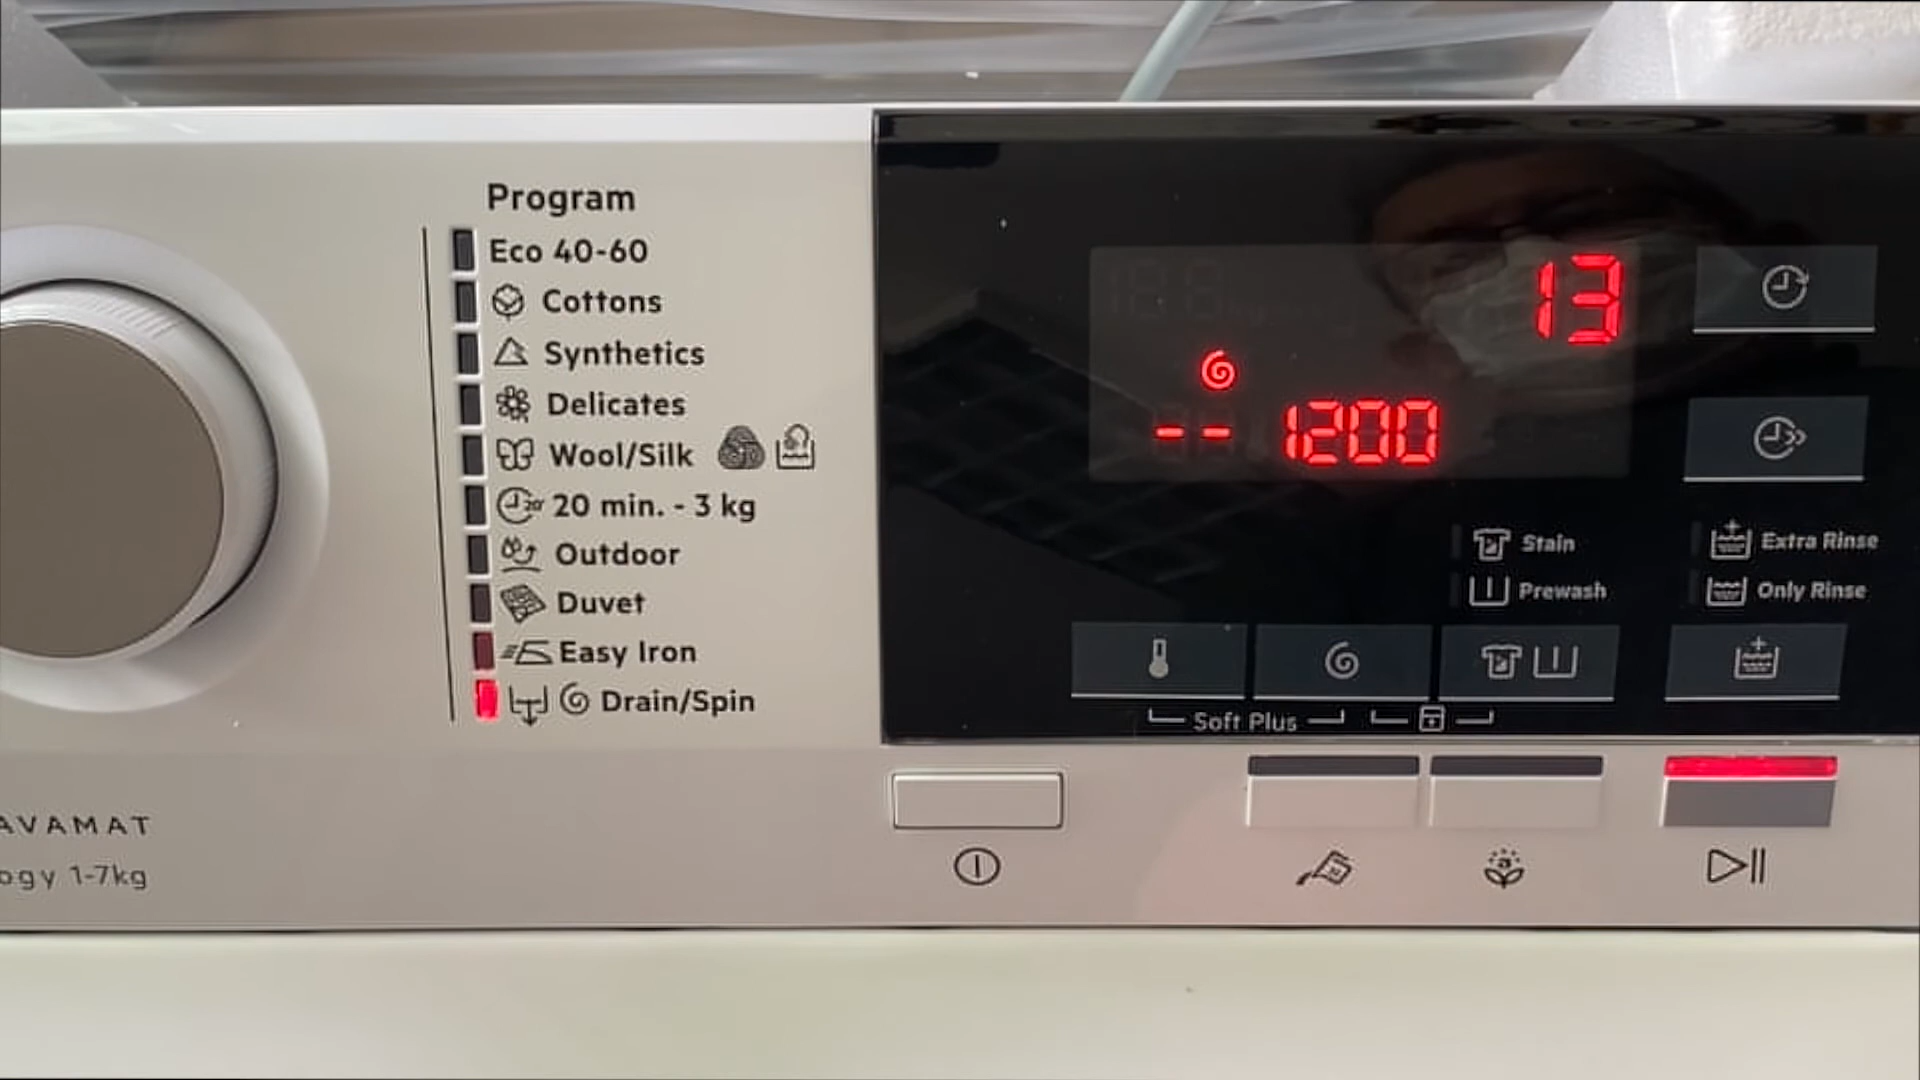 Program
Eco 40-60
Cottons
Synthetics
Delicates
Wool/Silk
20 min. - 3 kg
Outdoor
Duvet
Easy Iron
Drain/Spin
AVAMAT
ogy 1-7kg
13
-- 1200
Stain
Prewash
Extra Rinse
Only Rinse
Soft Plus